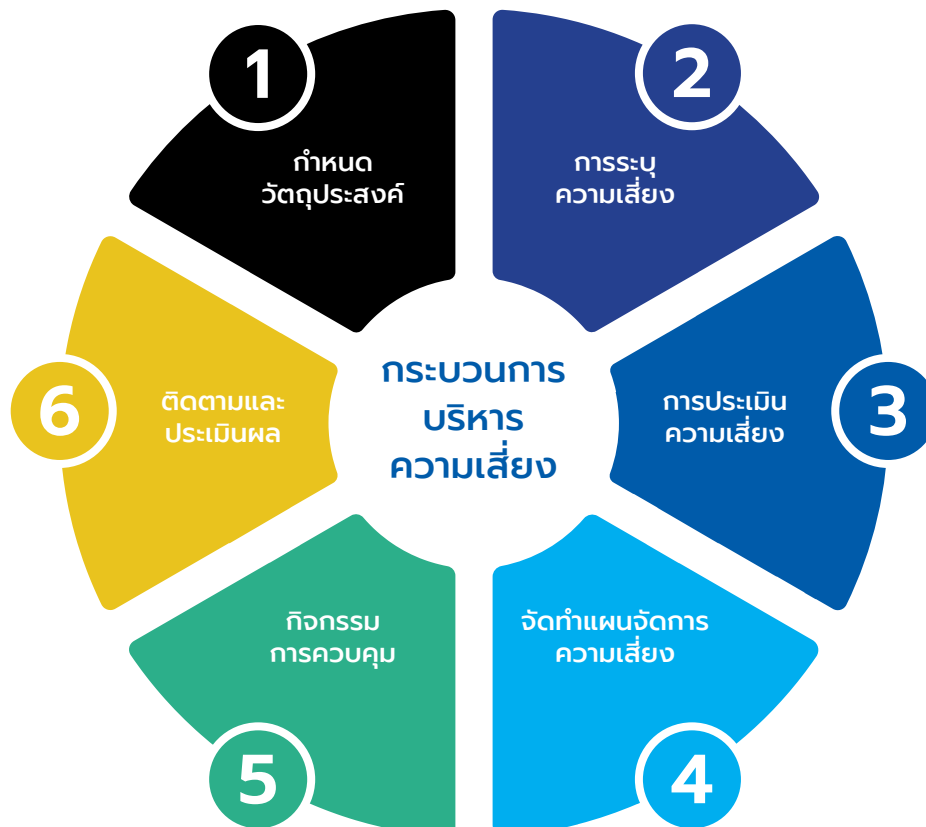 1
กำหนด
วัตถุประสงค์
2
การระบุ
ความเสี่ยง
3
การประเมิน
ความเสี่ยง
4
จัดทำแผนจัดการ
ความเสี่ยง
5
กิจกรรม
การควบคุม
6
ติดตามและ
ประเมินผล
กระบวนการ
บริหาร
ความเสี่ยง